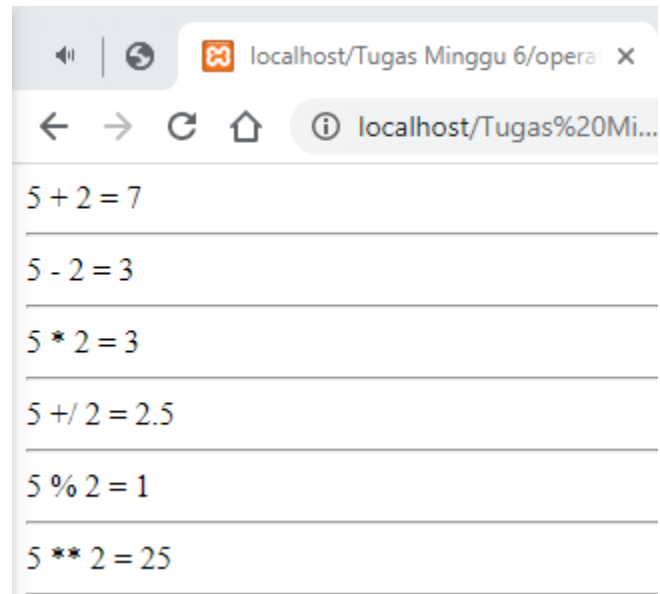 localhost/Tugas Minggu 6/opera
localhost/Tugas%20Mi...
5 + 2 = 7
5 - 2 = 3
5 * 2 = 3
5 +/ 2 = 2.5
5 % 2 = 1
5 ** 2 = 25